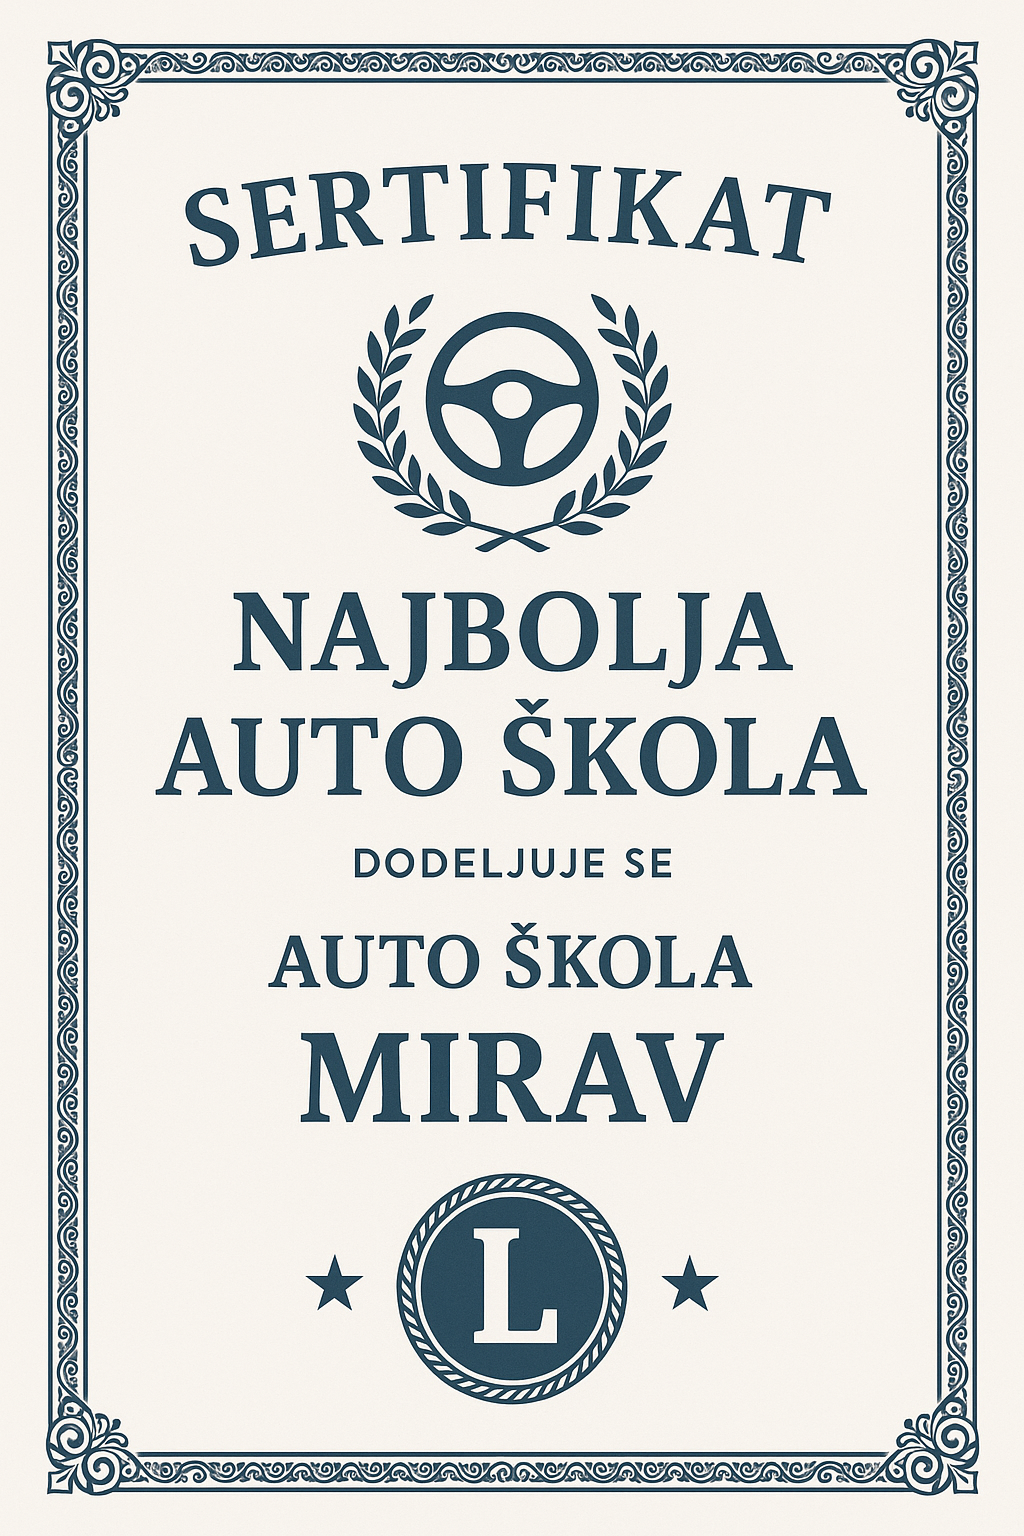 SERTIFIKAT
NAJBOLJA
AUTO ŠKOLA
DODELJUJE SE
AUTO ŠKOLA
MIRAV
L